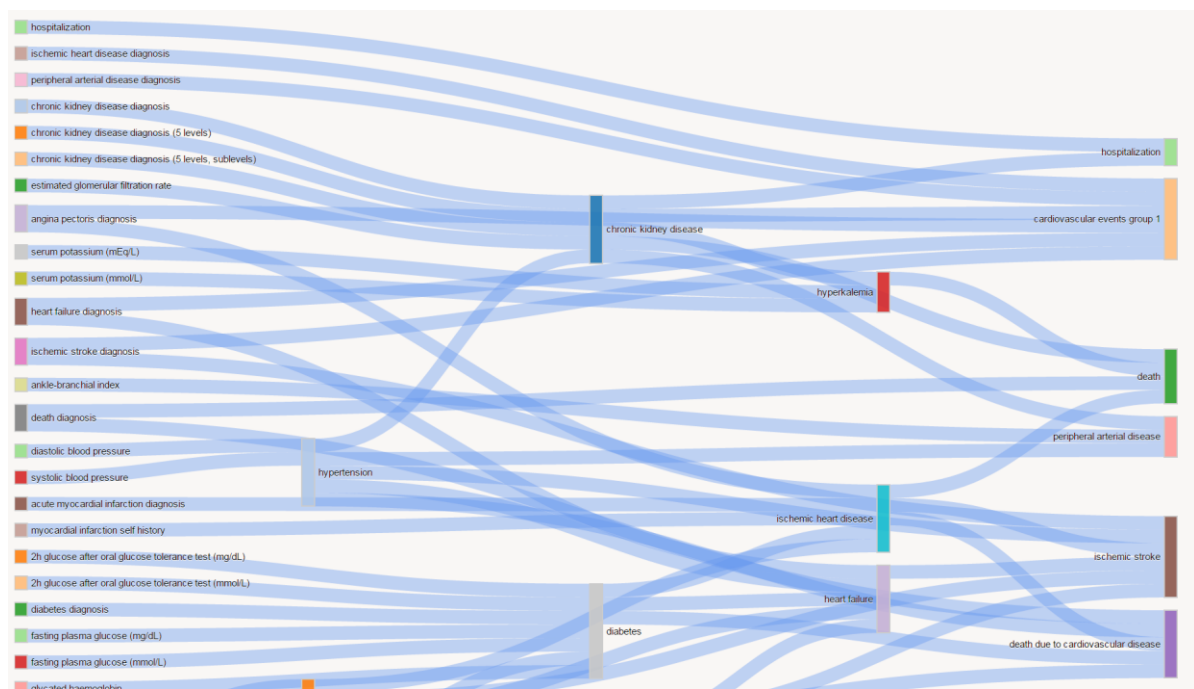 hospitalization
ischemic heart disease diagnosis
peripheral arterial disease diagnosis
chronic kidney disease diagnosis
chronic kidney disease diagnosis (5 levels)
chronic kidney disease diagnosis (5 levels, sublevels)
estimated glomerular filtration rate
angina pectoris diagnosis
serum potassium (mEq/L)
serum potassium (mmol/L)
heart failure diagnosis
ischemic stroke diagnosis
ankle-branchial index
death diagnosis
diastolic blood pressure
systolic blood pressure
acute myocardial infarction diagnosis
myocardial infarction self history
2h glucose after oral glucose tolerance test (mg/dL)
2h glucose after oral glucose tolerance test (mmol/L)
diabetes diagnosis
fasting plasma glucose (mg/dL)
fasting plasma glucose (mmol/L)
glycated haemoglobin
hypertension
chronic kidney disease
diabetes
hyperkalemia
ischemic heart disease
heart failure
hospitalization
cardiovascular events group 1
death
peripheral arterial disease
ischemic stroke
death due to cardiovascular disease